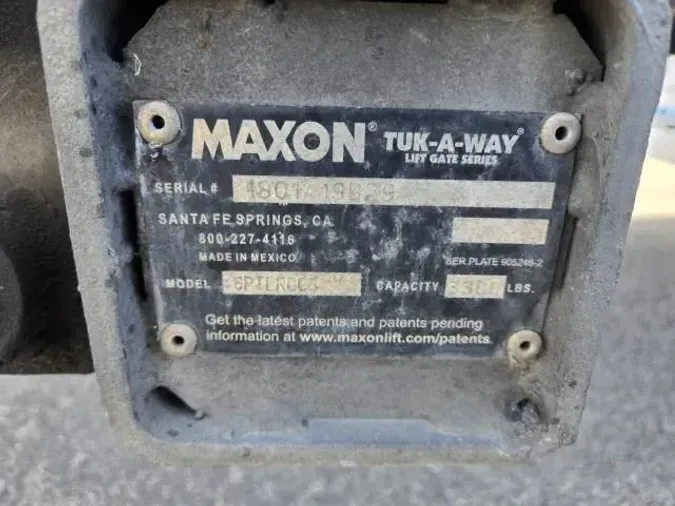 MAXON® TUK-A-WAY®
LIFT GATE SERIES
SERIAL #
SANTA FE SPRINGS, CA
800-227-4116
MADE IN MEXICO
SER PLATE 905246-2
MODEL CAPACITY LBS.
Get the latest patents and patents pending
information at www.maxonlift.com/patents.